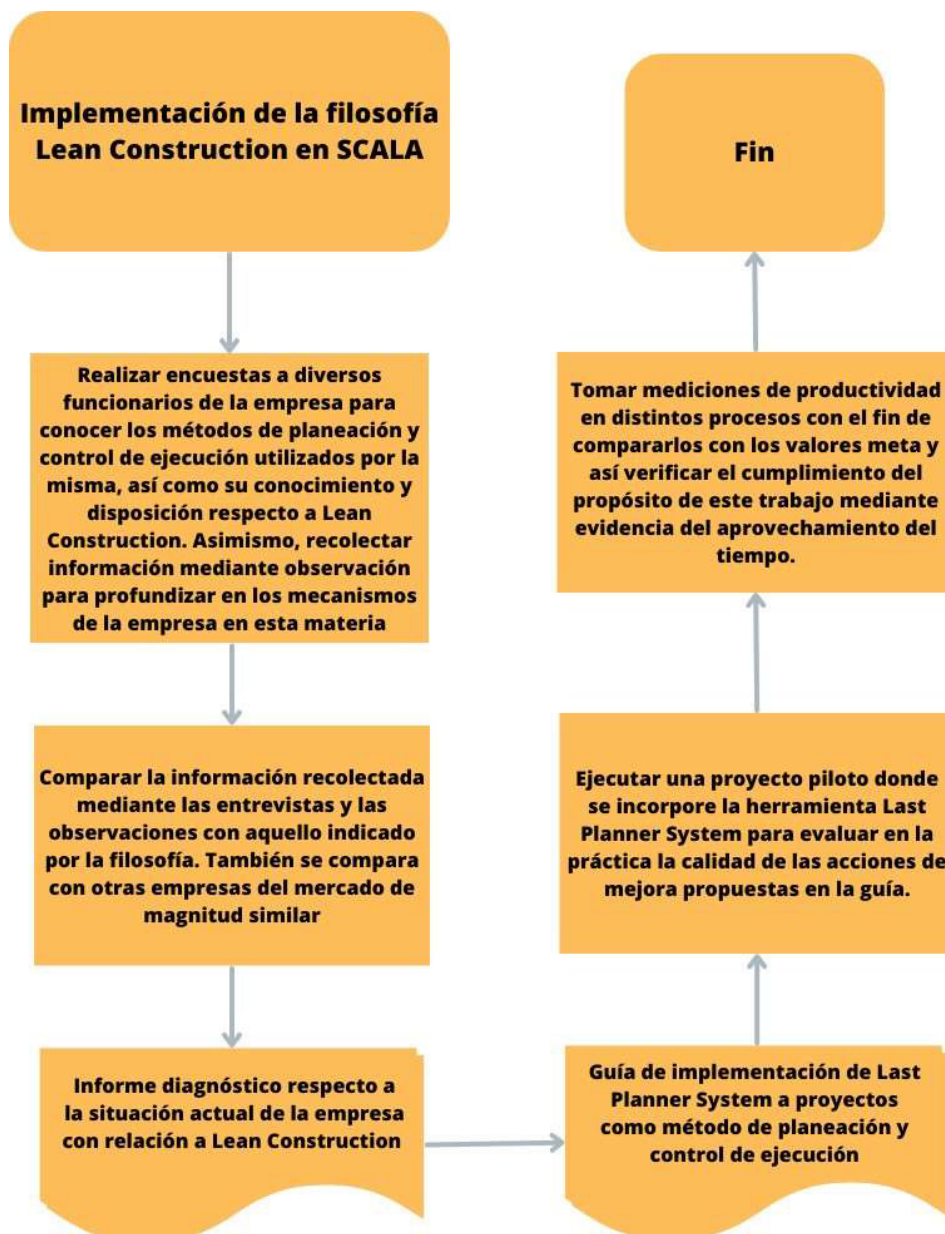 Implementación de la filosofía
Lean Construction en SCALA
Realizar encuestas a diversos
funcionarios de la empresa para
conocer los métodos de planeación y
control de ejecución utilizados por la
misma, así como su conocimiento y
disposición respecto a Lean
Construction. Asimismo, recolectar
información mediante observación
para profundizar en los mecanismos
de la empresa en esta materia
Comparar la información recolectada
mediante las entrevistas y las
observaciones con aquello indicado
por la filosofía. También se compara
con otras empresas del mercado de
magnitud similar
Informe diagnóstico respecto a
la situación actual de la empresa
con relación a Lean Construction
Guía de implementación de Last
Planner System a proyectos
como método de planeación y
control de ejecución
Ejecutar una proyecto piloto donde
se incorpore la herramienta Last
Planner System para evaluar en la
práctica la calidad de las acciones de
mejora propuestas en la guía.
Tomar mediciones de productividad
en distintos procesos con el fin de
compararlos con los valores meta y
así verificar el cumplimiento del
propósito de este trabajo mediante
evidencia del aprovechamiento del
tiempo.
Fin